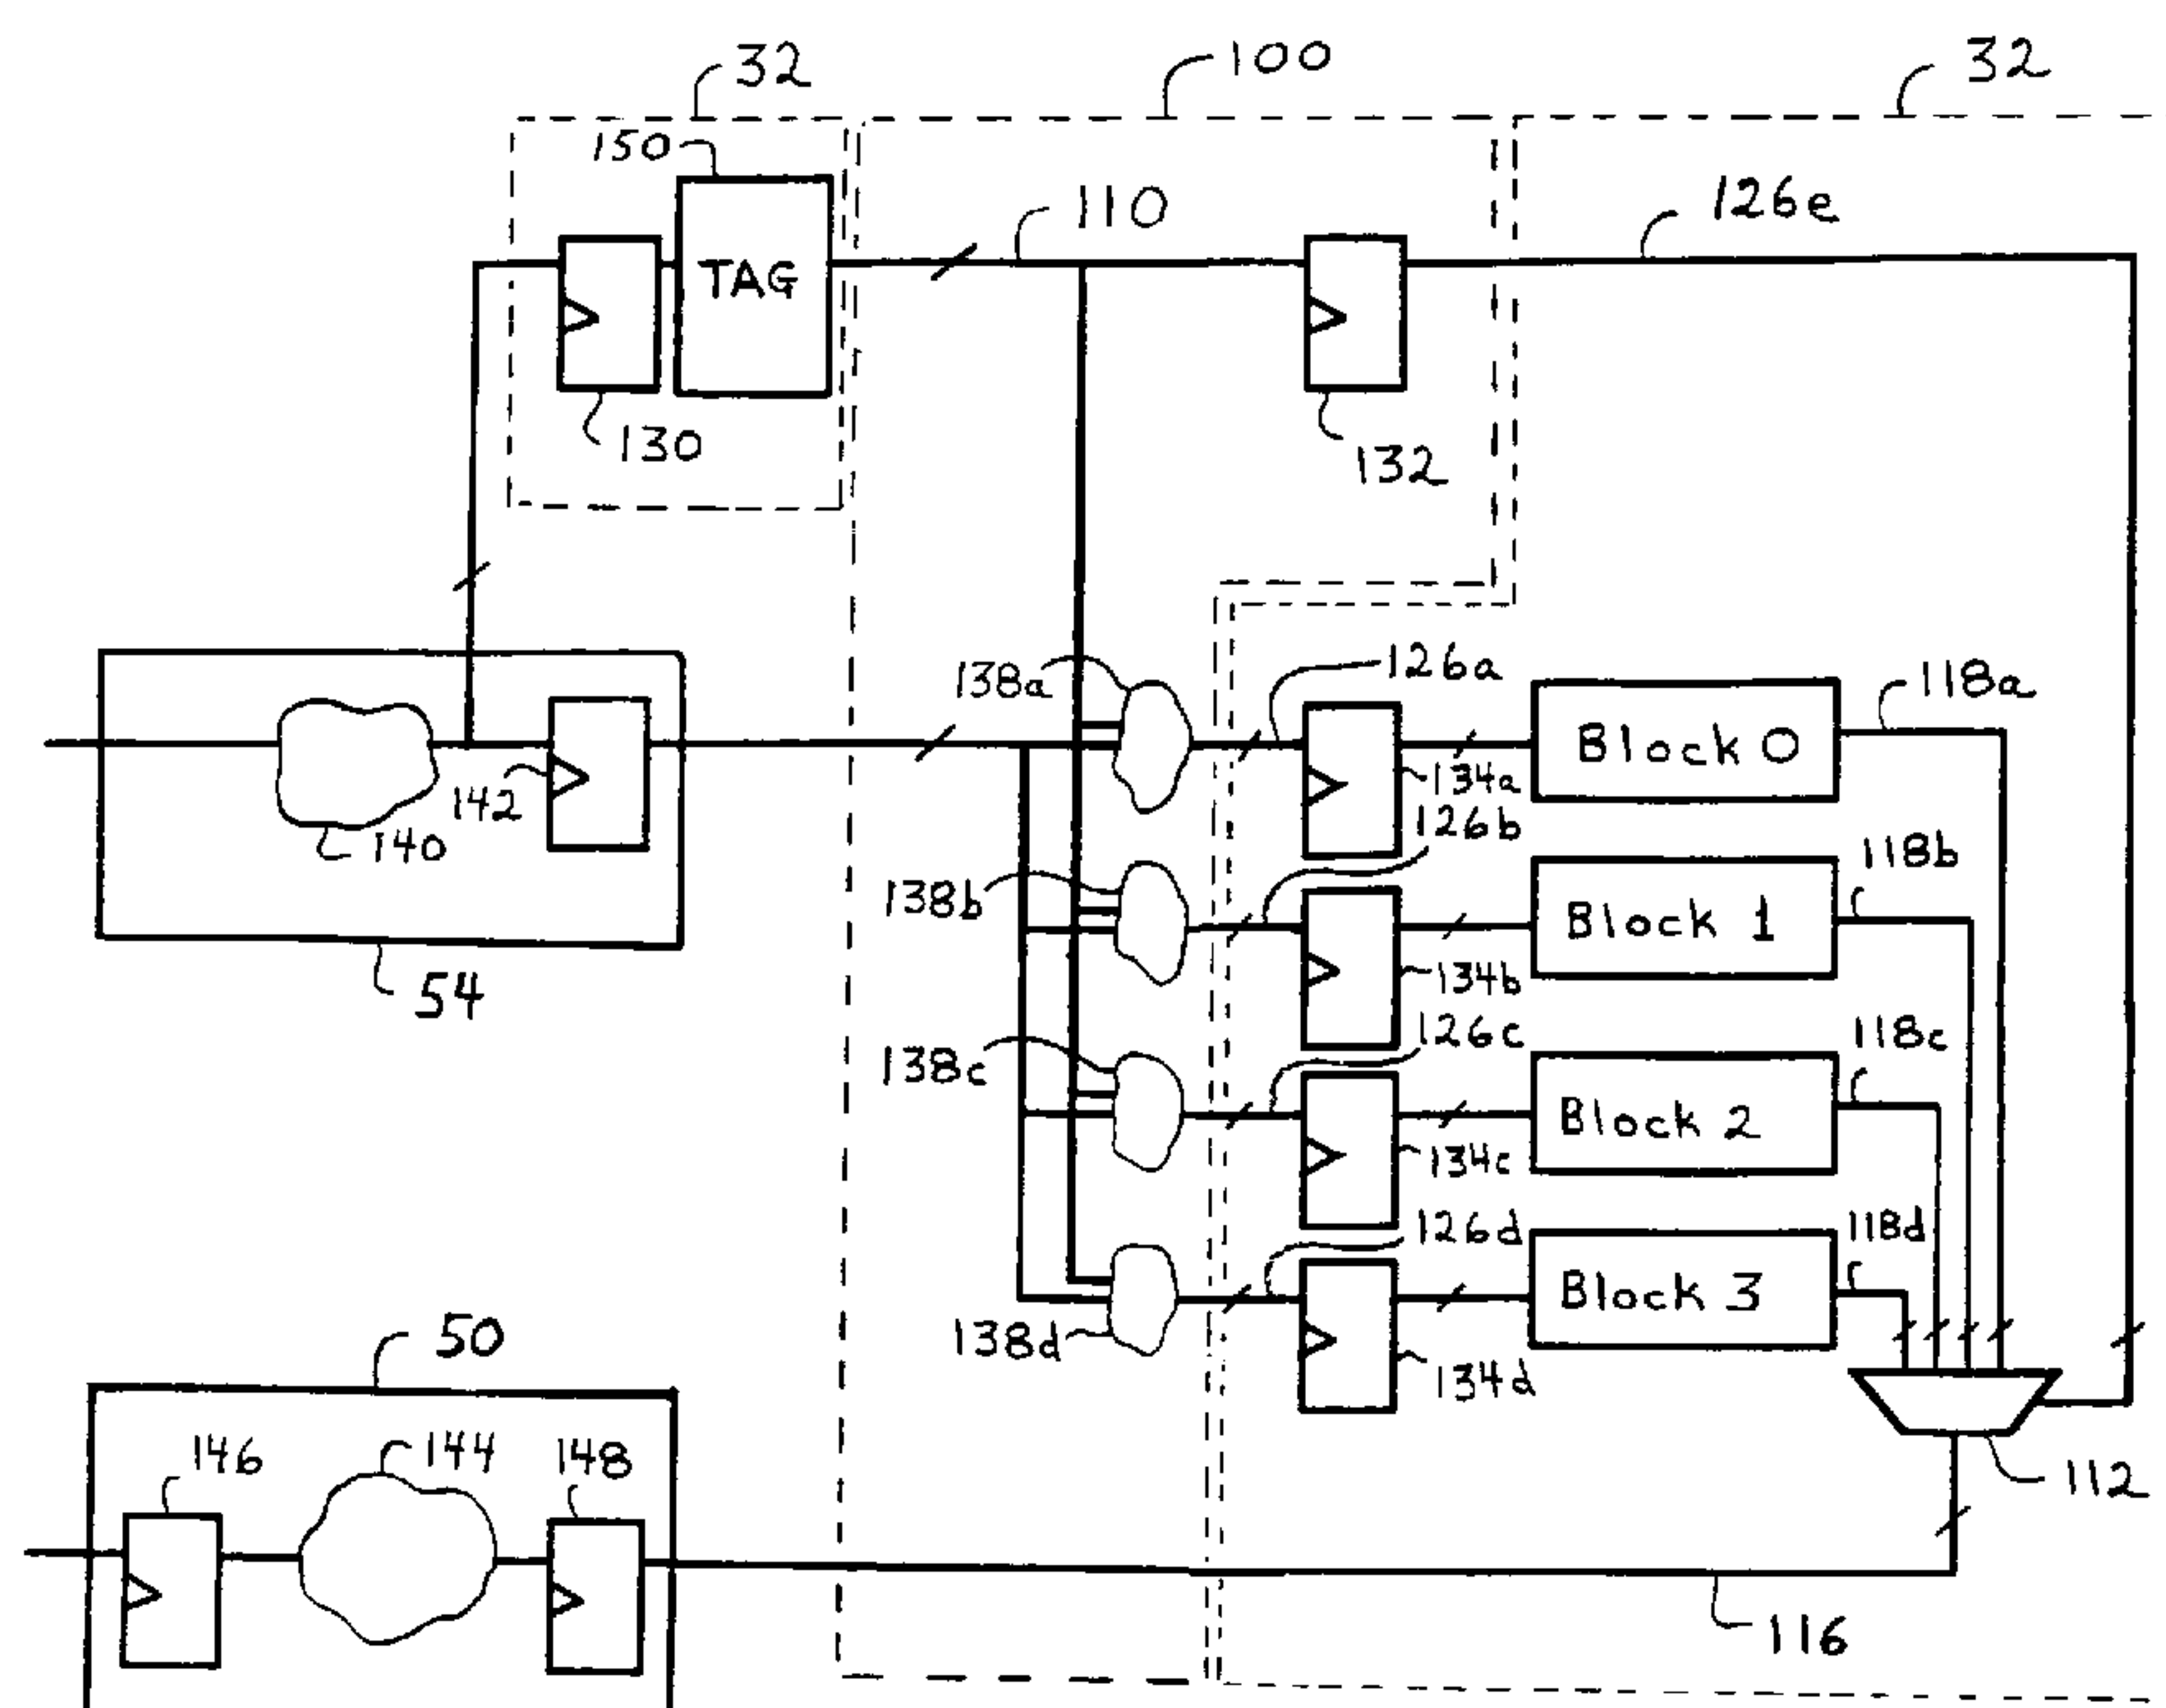 32
100
32
150
126e
110
TAG
130
132
138a
126a
118a
Block 0
134a
142
140
126b
118b
138b
Block 1
134b
54
126c
118c
138c
Block 2
134c
126d
118d
Block 3
138d
134d
50
146
144
148
112
116